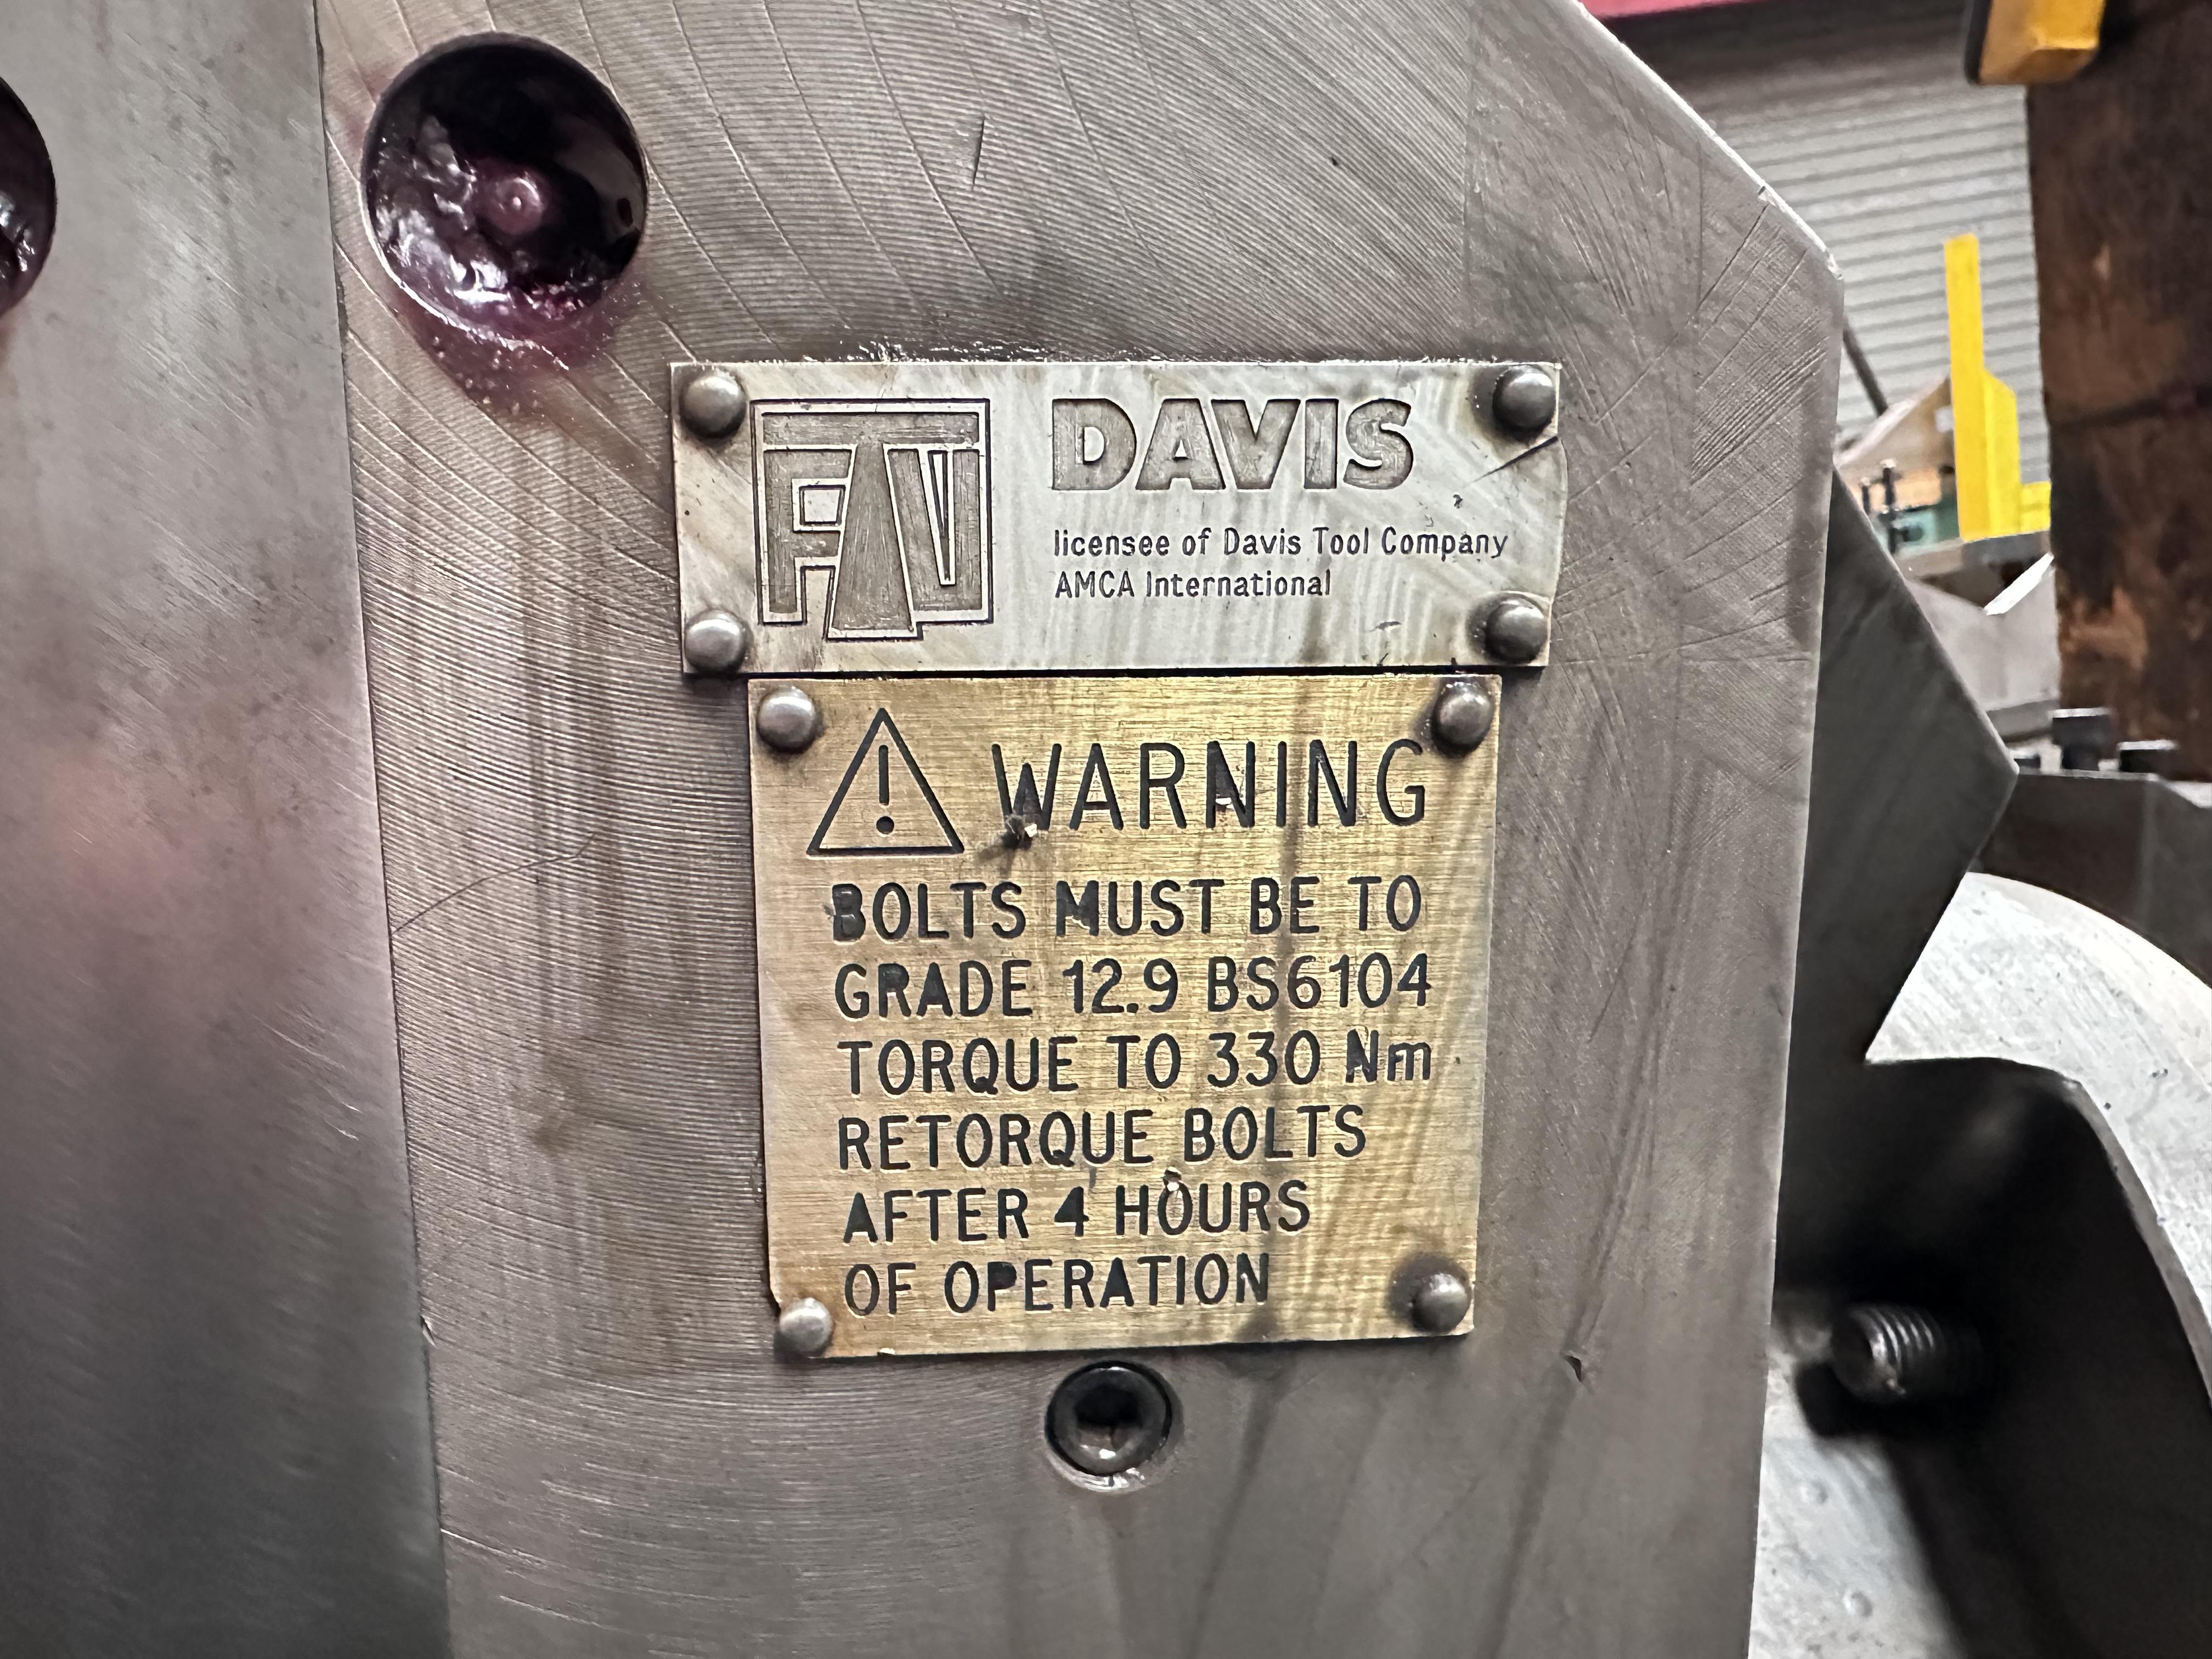 FTV
DAVIS
licensee of Davis Tool Company
AMCA International
WARNING
BOLTS MUST BE TO
GRADE 12.9 BS6104
TORQUE TO 330 Nm
RETORQUE BOLTS
AFTER 4 HOURS
OF OPERATION